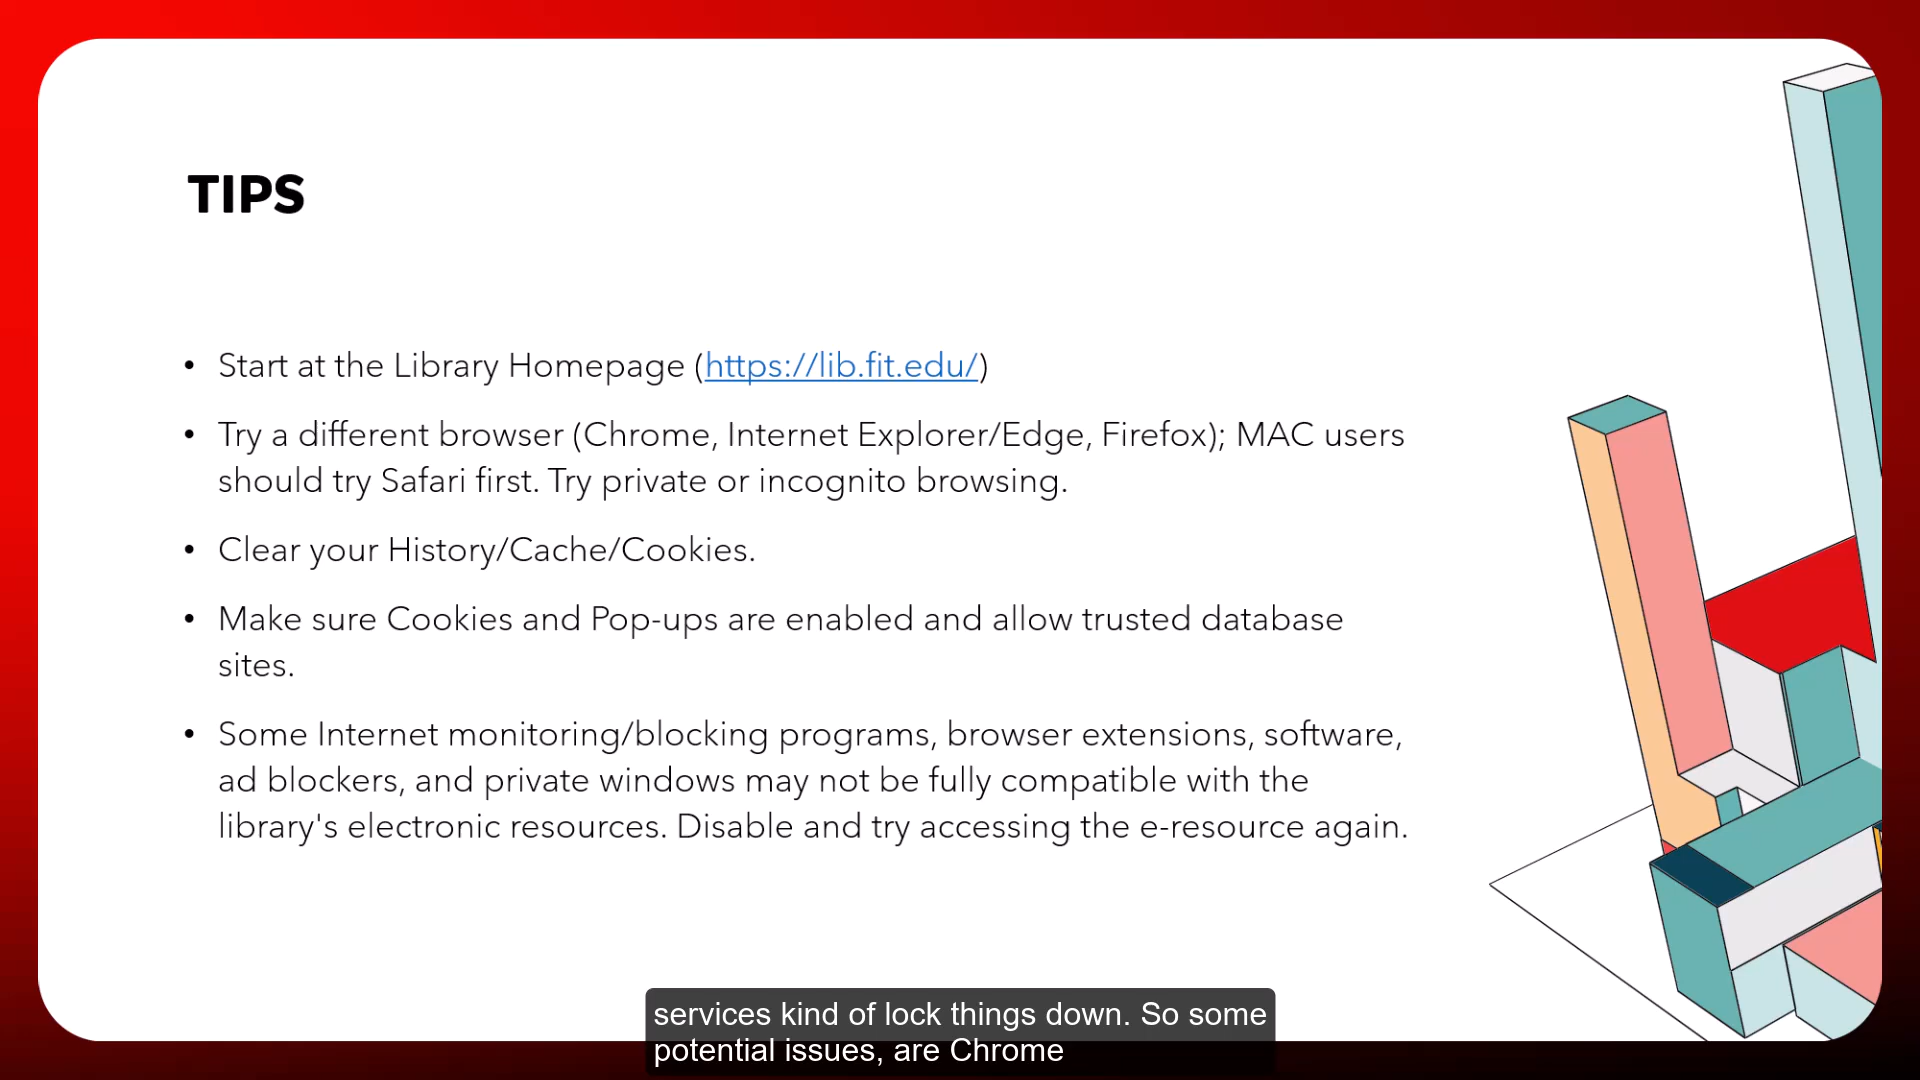 TIPS
• Start at the Library Homepage (https://lib.fit.edu/)
• Try a different browser (Chrome, Internet Explorer/Edge, Firefox); MAC users
should try Safari first. Try private or incognito browsing.
• Clear your History/Cache/Cookies.
• Make sure Cookies and Pop-ups are enabled and allow trusted database
sites.
• Some Internet monitoring/blocking programs, browser extensions, software,
ad blockers, and private windows may not be fully compatible with the
library's electronic resources. Disable and try accessing the e-resource again.
services kind of lock things down. So some
potential issues, are Chrome